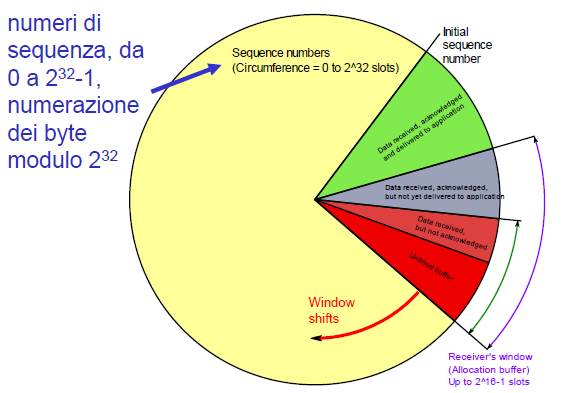 numeri di
sequenza, da
0 a 2³²-1,
numerazione
dei byte
modulo 2³²
Sequence numbers
(Circumference = 0 to 2^32 slots)
Initial
sequence
number
Data received, acknowledged
and delivered to application
Data received, acknowledged,
but not yet delivered to application
Data received,
but not acknowledged
Unfilled buffer
Window
shifts
Receiver's window
(Allocation buffer)
Up to 2^16-1 slots